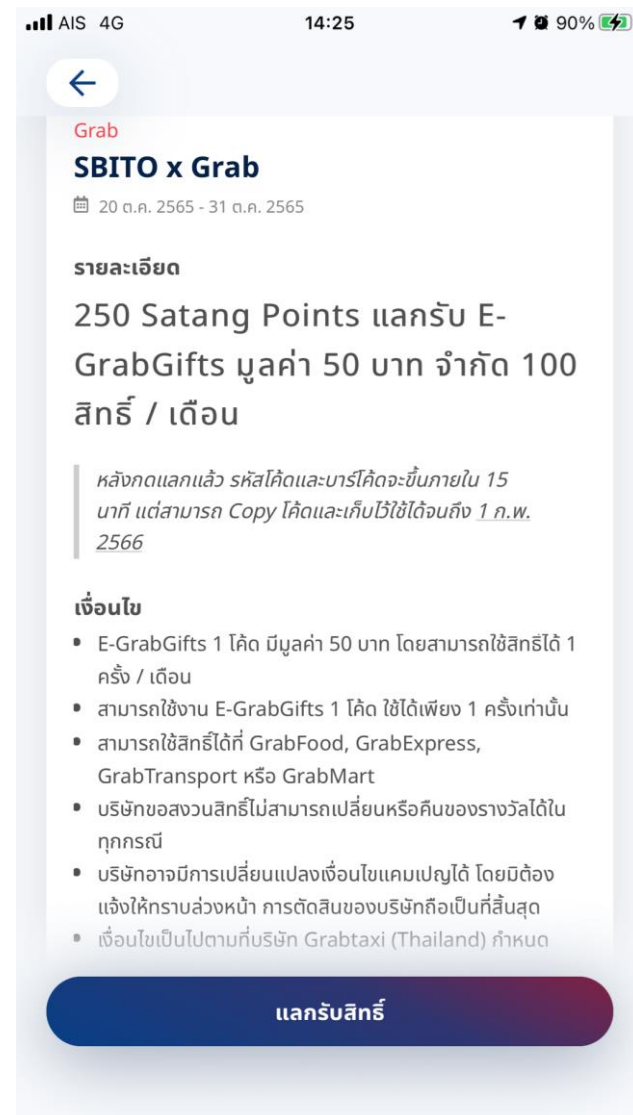 AIS 4G 14:25 90%
Grab
SBITO x Grab
20 ต.ค. 2565 - 31 ต.ค. 2565
รายละเอียด
250 Satang Points แลกรับ E-
GrabGifts มูลค่า 50 บาท จำกัด 100
สิทธิ์ / เดือน
หลังกดแลกแล้ว รหัสโค้ดและบาร์โค้ดจะขึ้นภายใน 15
นาที แต่สามารถ Copy โค้ดและเก็บไว้ใช้ได้จนถึง 1 ก.พ.
2566
เงื่อนไข
• E-GrabGifts 1 โค้ด มีมูลค่า 50 บาท โดยสามารถใช้สิทธิได้ 1
ครั้ง / เดือน
• สามารถใช้งาน E-GrabGifts 1 โค้ด ใช้ได้เพียง 1 ครั้งเท่านั้น
• สามารถใช้สิทธิ์ได้ที่ GrabFood, GrabExpress,
GrabTransport หรือ GrabMart
• บริษัทขอสงวนสิทธิ์ไม่สามารถเปลี่ยนหรือคืนของรางวัลได้ใน
ทุกกรณี
• บริษัทอาจมีการเปลี่ยนแปลงเงื่อนไขแคมเปญได้ โดยมิต้อง
แจ้งให้ทราบล่วงหน้า การตัดสินของบริษัทถือเป็นที่สิ้นสุด
• เงื่อนไขเป็นไปตามที่บริษัท Grabtaxi (Thailand) กำหนด
แลกรับสิทธิ์